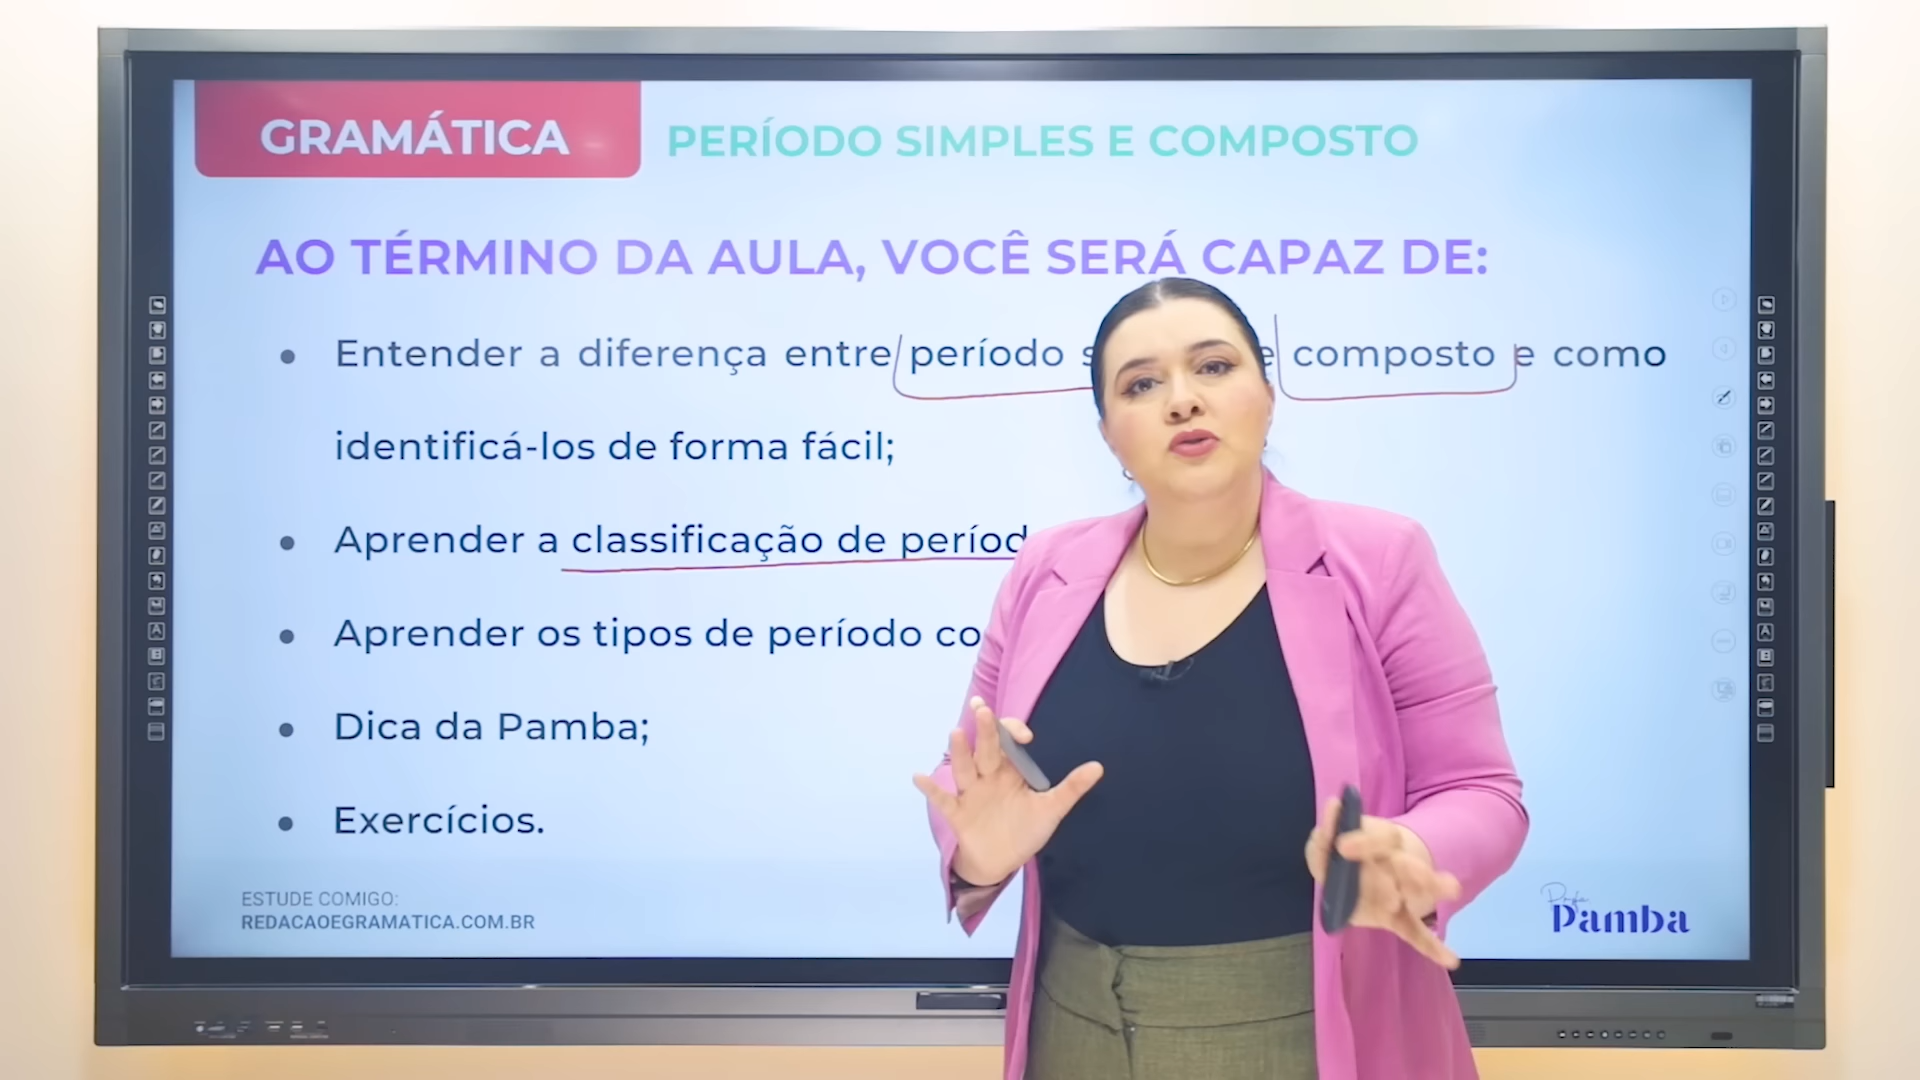 GRAMÁTICA
PERÍODO SIMPLES E COMPOSTO
AO TÉRMINO DA AULA, VOCÊ SERÁ CAPAZ DE:
• Entender a diferença entre período e composto e como
identificá-los de forma fácil;
• Aprender a classificação de
• Aprender os tipos de período
• Dica da Pamba;
• Exercícios.
ESTUDE COMIGO:
REDACAOEGRAMATICA.COM.BR
Profa
Pamba